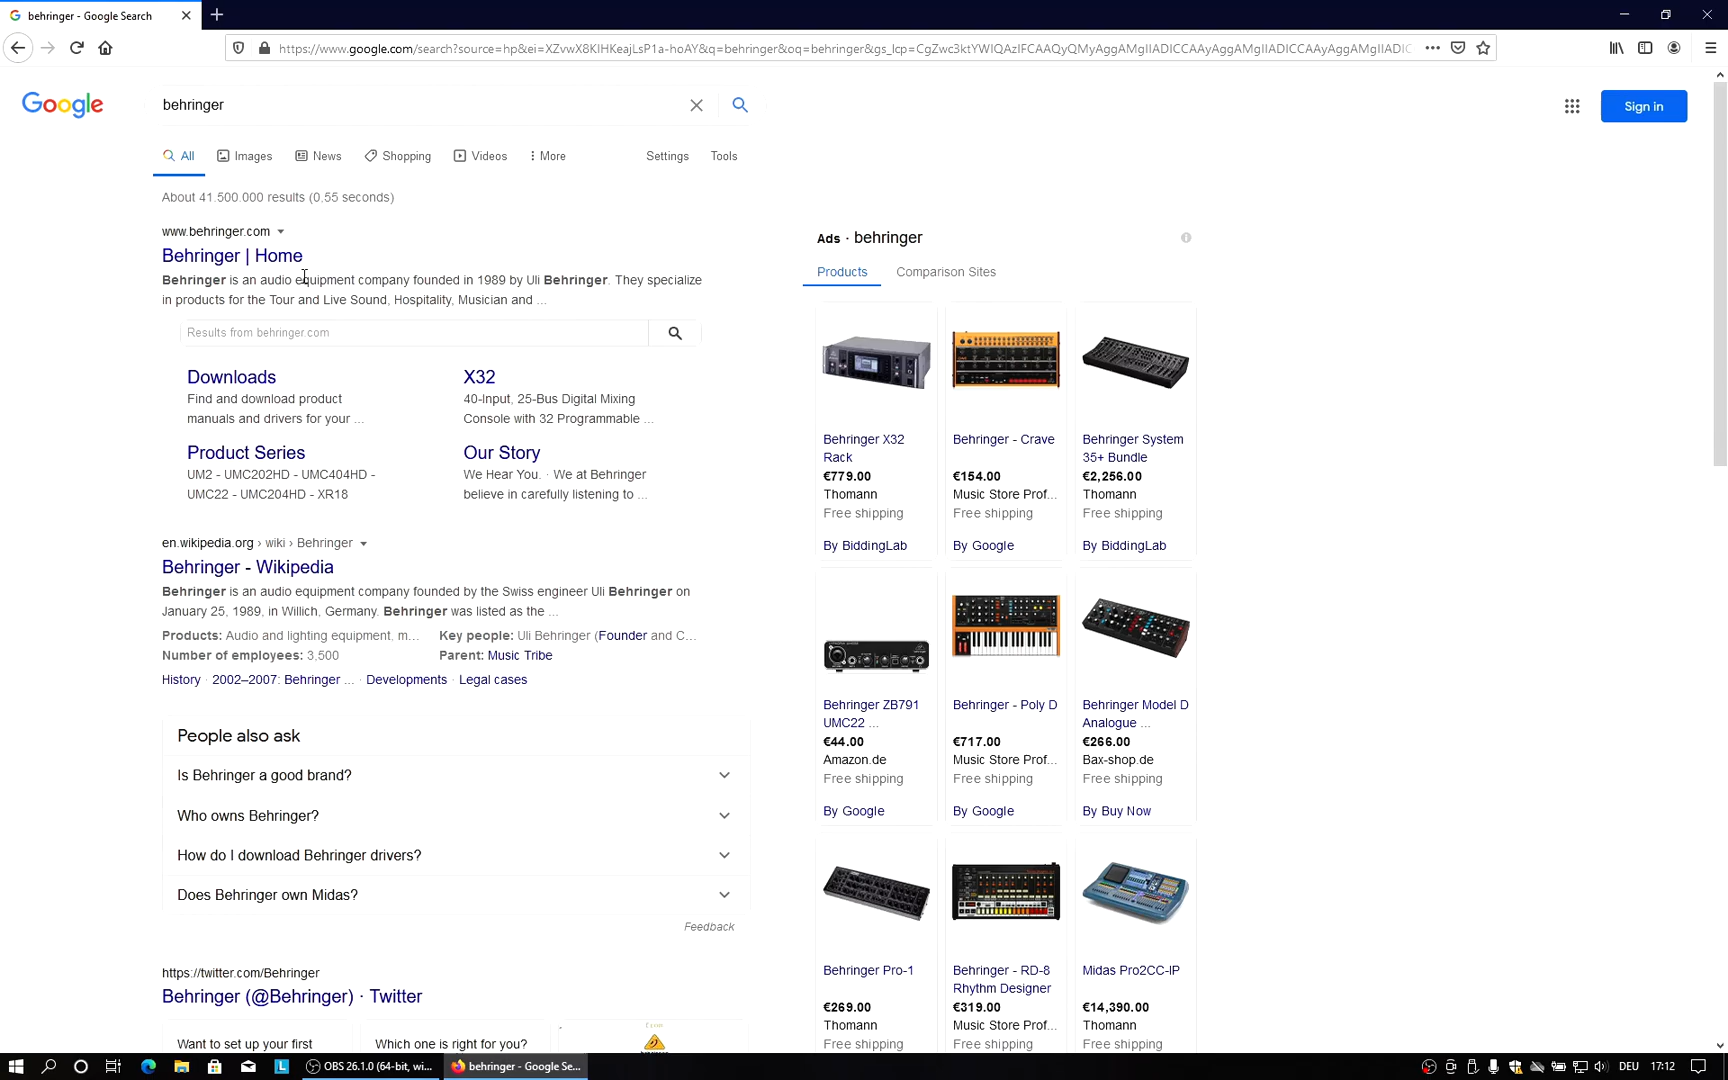 behringer - Google Search
https://www.google.com/search?source=hp&ei=XZvwX8KIHKeajLsP1a-hoAY&q=behringer&oq=behringer&gs_lcp=CgZwc3ktYWIQAzIFCAAQyQMyAggAMgIIADICCAAyAggAMgIIADICCAAyAggAMgIIADIC
Google
behringer
Sign in
All
Images
News
Shopping
Videos
More
Settings
Tools
About 41.500.000 results (0,55 seconds)
www.behringer.com
Behringer | Home
Behringer is an audio equipment company founded in 1989 by Uli Behringer. They specialize
in products for the Tour and Live Sound, Hospitality, Musician and ...
Results from behringer.com
Downloads
Find and download product
manuals and drivers for your ...
X32
40-Input, 25-Bus Digital Mixing
Console with 32 Programmable ...
Product Series
UM2 - UMC202HD - UMC404HD -
UMC22 - UMC204HD - XR18
Our Story
We Hear You. · We at Behringer
believe in carefully listening to ...
en.wikipedia.org › wiki › Behringer
Behringer - Wikipedia
Behringer is an audio equipment company founded by the Swiss engineer Uli Behringer on
January 25, 1989, in Willich, Germany. Behringer was listed as the ...
Products: Audio and lighting equipment, m...
Key people: Uli Behringer (Founder and C...
Number of employees: 3,500
Parent: Music Tribe
History · 2002–2007: Behringer ... · Developments · Legal cases
People also ask
Is Behringer a good brand?
Who owns Behringer?
How do I download Behringer drivers?
Does Behringer own Midas?
Feedback
https://twitter.com/Behringer
Behringer (@Behringer) · Twitter
Want to set up your first
Which one is right for you?
Ads · behringer
Products
Comparison Sites
Behringer X32
Rack
€779.00
Thomann
Free shipping
By BiddingLab
Behringer - Crave
€154.00
Music Store Prof...
Free shipping
By Google
Behringer System
35+ Bundle
€2,256.00
Thomann
Free shipping
By BiddingLab
Behringer ZB791
UMC22 ...
€44.00
Amazon.de
Free shipping
By Google
Behringer - Poly D
€717.00
Music Store Prof...
Free shipping
By Google
Behringer Model D
Analogue ...
€266.00
Bax-shop.de
Free shipping
By Buy Now
Behringer Pro-1
€269.00
Thomann
Free shipping
Behringer - RD-8
Rhythm Designer
€319.00
Music Store Prof...
Free shipping
Midas Pro2CC-IP
€14,390.00
Thomann
Free shipping
L
OBS 26.1.0 (64-bit, wi...
behringer - Google Se...
DEU
17:12